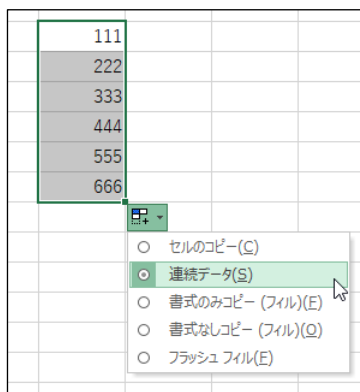 111
222
333
444
555
666
セルのコピー(C)
連続データ(S)
書式のみコピー (フィル)(F)
書式なしコピー (フィル)(O)
フラッシュ フィル(F)